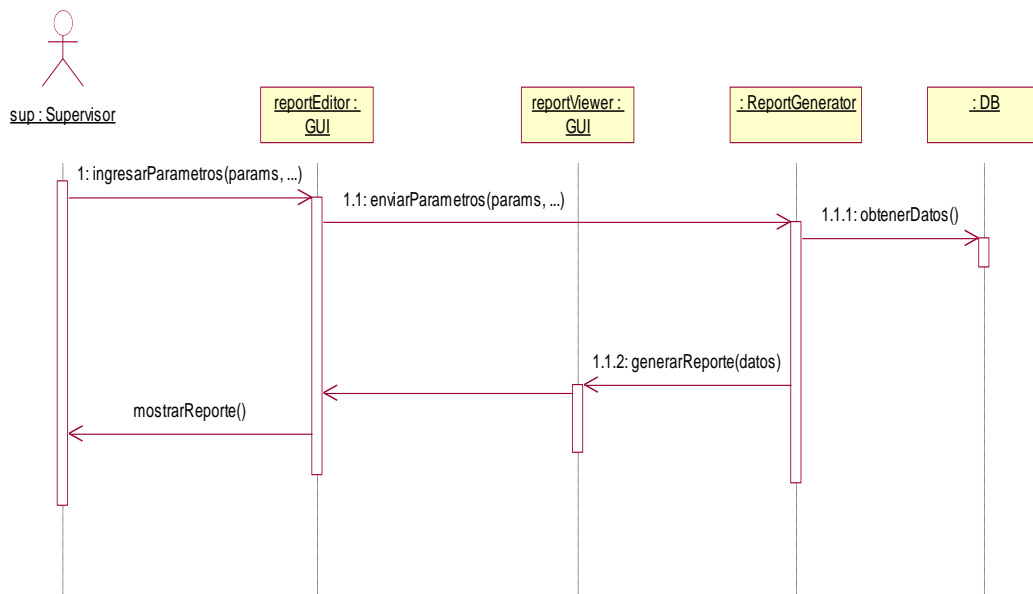 sup : Supervisor
reportEditor :
GUI
reportViewer :
GUI
: ReportGenerator
: DB
1: ingresarParametros(params, ...)
1.1: enviarParametros(params, ...)
1.1.1: obtenerDatos()
1.1.2: generarReporte(datos)
mostrarReporte()